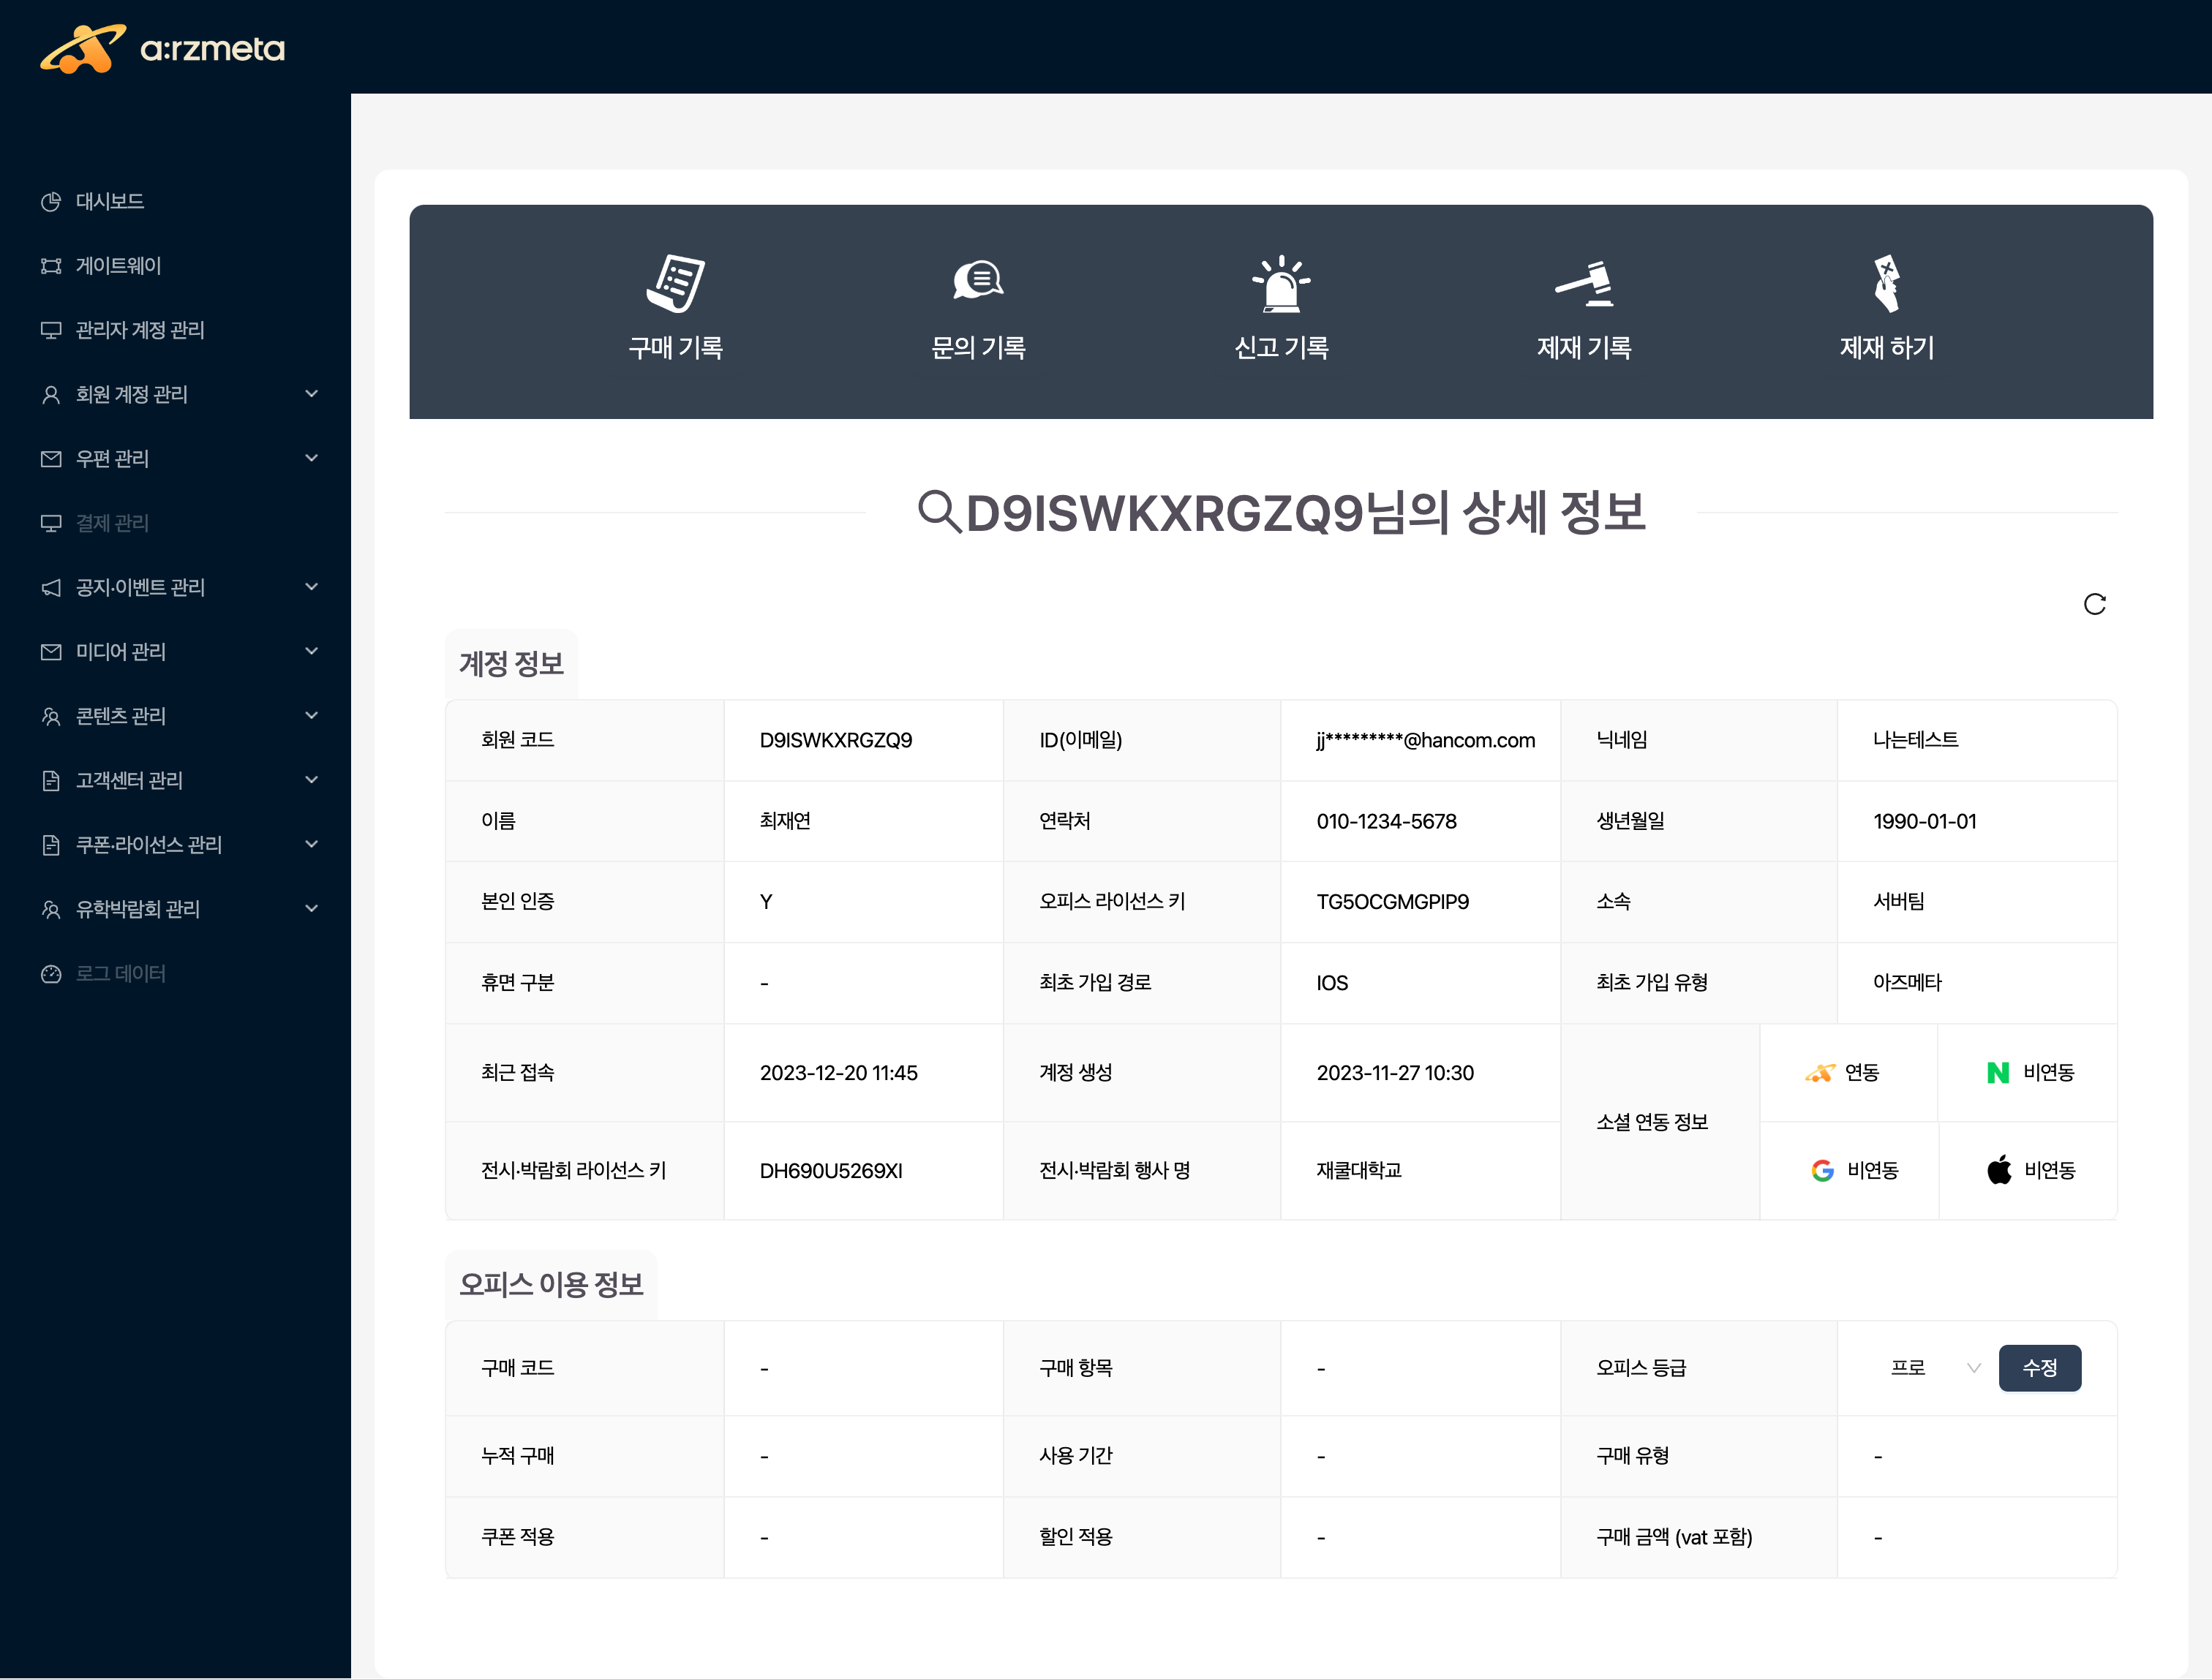 a:rzmeta
대시보드
게이트웨이
관리자 계정 관리
회원 계정 관리
우편 관리
결제 관리
공지·이벤트 관리
미디어 관리
콘텐츠 관리
고객센터 관리
쿠폰·라이선스 관리
유학박람회 관리
로그 데이터
구매 기록 문의 기록 신고 기록 제재 기록 제재 하기
D9ISWKXRGZQ9님의 상세 정보
계정 정보
회원 코드 D9ISWKXRGZQ9 ID(이메일) jj*********@hancom.com 닉네임 나는테스트
이름 최재연 연락처 010-1234-5678 생년월일 1990-01-01
본인 인증 Y 오피스 라이선스 키 TG5OCGMGPIP9 소속 서버팀
휴면 구분 - 최초 가입 경로 IOS 최초 가입 유형 아즈메타
최근 접속 2023-12-20 11:45 계정 생성 2023-11-27 10:30 소셜 연동 정보 연동 비연동
전시·박람회 라이선스 키 DH690U5269XI 전시·박람회 행사 명 재쿨대학교 비연동 비연동
오피스 이용 정보
구매 코드 - 구매 항목 - 오피스 등급 프로 수정
누적 구매 - 사용 기간 - 구매 유형 -
쿠폰 적용 - 할인 적용 - 구매 금액 (vat 포함) -